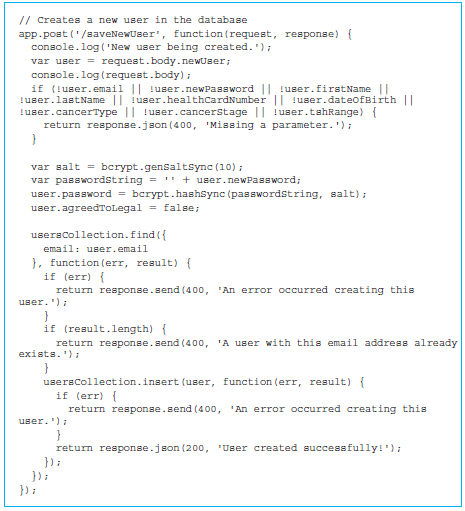 // Creates a new user in the database
app.post('/saveNewUser', function(request, response) {
  console.log('New user being created.');
  var user = request.body.newUser;
  console.log(request.body);
  if (!user.email || !user.newPassword || !user.firstName ||
!user.lastName || !user.healthCardNumber || !user.dateOfBirth ||
!user.cancerType || !user.cancerStage || !user.tshRange) {
    return response.json(400, 'Missing a parameter.');
  }

  var salt = bcrypt.genSaltSync(10);
  var passwordString = '' + user.newPassword;
  user.password = bcrypt.hashSync(passwordString, salt);
  user.agreedToLegal = false;

  usersCollection.find({
    email: user.email
  }, function(err, result) {
    if (err) {
      return response.send(400, 'An error occurred creating this
user.');
    }
    if (result.length) {
      return response.send(400, 'A user with this email address already
exists.');
    }
    usersCollection.insert(user, function(err, result) {
      if (err) {
        return response.send(400, 'An error occurred creating this
user.');
      }
      return response.json(200, 'User created successfully!');
    });
  });
});